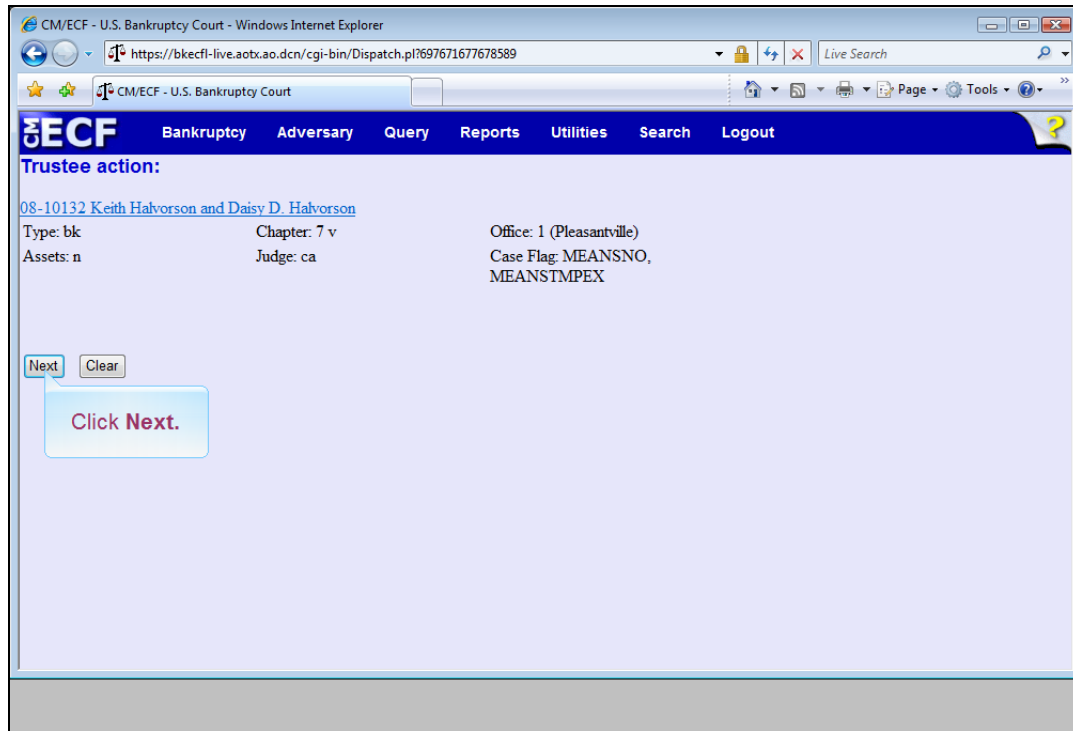 CM/ECF - U.S. Bankruptcy Court - Windows Internet Explorer
https://bkecfl-live.aotx.ao.dcn/cgi-bin/Dispatch.pl?697671677678589
Live Search
CM/ECF - U.S. Bankruptcy Court
Page
Tools
CM ECF Bankruptcy Adversary Query Reports Utilities Search Logout ?
Trustee action:
08-10132 Keith Halvorson and Daisy D. Halvorson
Type: bk Chapter: 7 v Office: 1 (Pleasantville)
Assets: n Judge: ca Case Flag: MEANSNO,
MEANSTMPEX
Next Clear
Click Next.